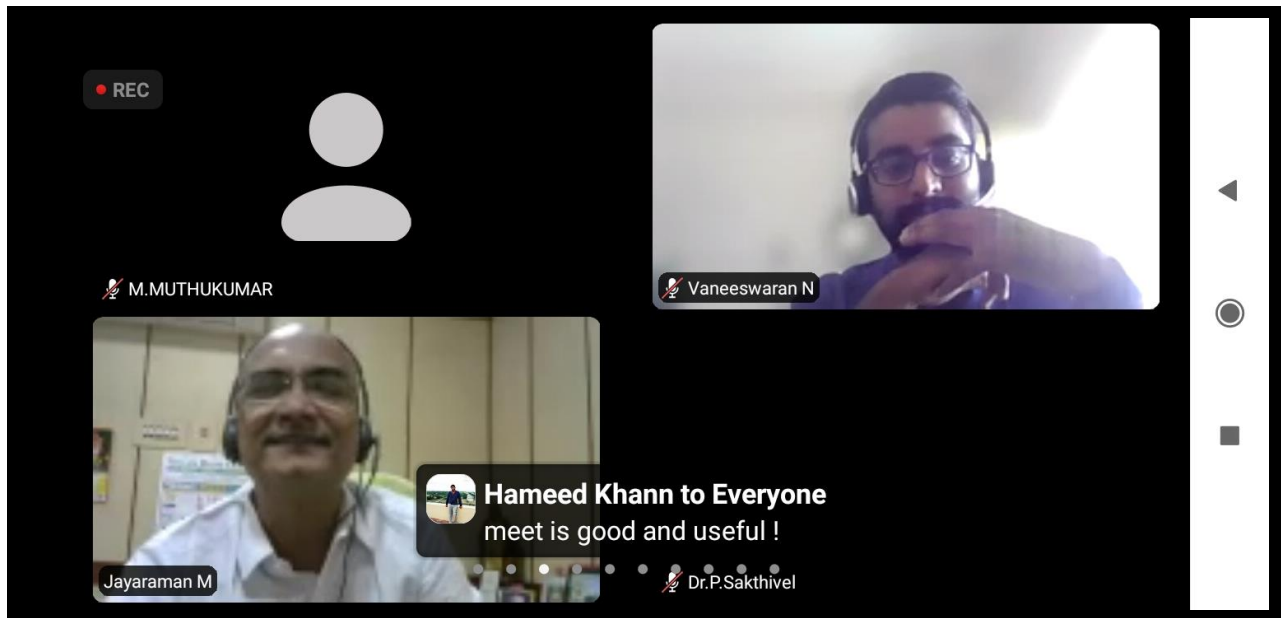 REC
M.MUTHUKUMAR
Vaneeswaran N
Hameed Khann to Everyone
meet is good and useful !
Jayaraman M
Dr.P.Sakthivel